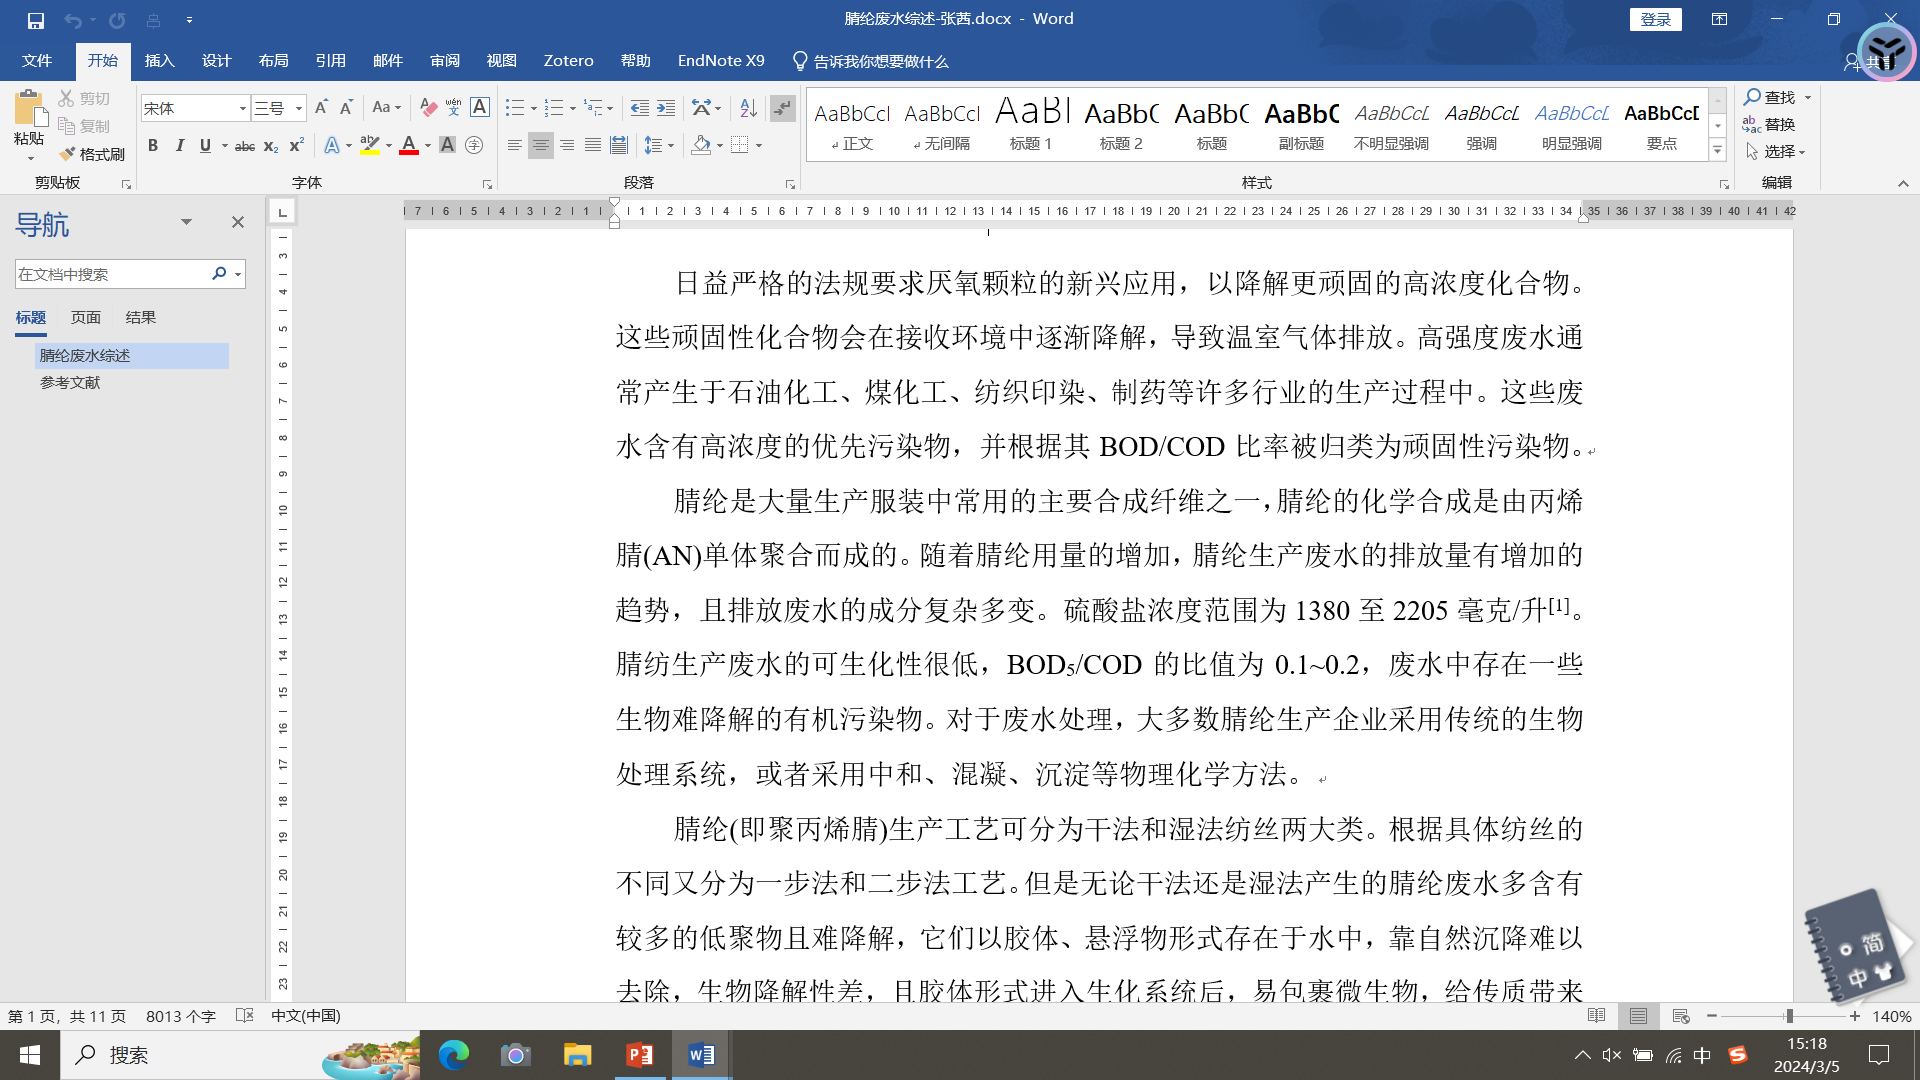 腈纶废水综述-张茜.docx - Word
登录
文件 开始 插入 设计 布局 引用 邮件 审阅 视图 Zotero 帮助 EndNote X9 告诉我你想要做什么
粘贴 剪切 复制 格式刷
宋体 三号
AaBbCcI AaBbCcI AaBl AaBbC AaBbC AaBbC AaBbCcD AaBbCcD AaBbCcD AaBbCcD
正文 无间隔 标题 1 标题 2 标题 副标题 不明显强调 强调 明显强调 要点
查找
替换
选择
剪贴板 字体 段落 样式 编辑
导航
在文档中搜索
标题 页面 结果
腈纶废水综述
参考文献
日益严格的法规要求厌氧颗粒的新兴应用，以降解更顽固的高浓度化合物。
这些顽固性化合物会在接收环境中逐渐降解，导致温室气体排放。高强度废水通
常产生于石油化工、煤化工、纺织印染、制药等许多行业的生产过程中。这些废
水含有高浓度的优先污染物，并根据其 BOD/COD 比率被归类为顽固性污染物。
腈纶是大量生产服装中常用的主要合成纤维之一，腈纶的化学合成是由丙烯
腈(AN)单体聚合而成的。随着腈纶用量的增加，腈纶生产废水的排放量有增加的
趋势，且排放废水的成分复杂多变。硫酸盐浓度范围为 1380 至 2205 毫克/升[1]。
腈纺生产废水的可生化性很低，BOD5/COD 的比值为 0.1~0.2，废水中存在一些
生物难降解的有机污染物。对于废水处理，大多数腈纶生产企业采用传统的生物
处理系统，或者采用中和、混凝、沉淀等物理化学方法。
腈纶(即聚丙烯腈)生产工艺可分为干法和湿法纺丝两大类。根据具体纺丝的
不同又分为一步法和二步法工艺。但是无论干法还是湿法产生的腈纶废水多含有
较多的低聚物且难降解，它们以胶体、悬浮物形式存在于水中，靠自然沉降难以
去除，生物降解性差，且胶体形式进入生化系统后，易包裹微生物，给传质带来
简
中
第 1 页，共 11 页 8013 个字 中文(中国) 140%
搜索
中
15:18
2024/3/5